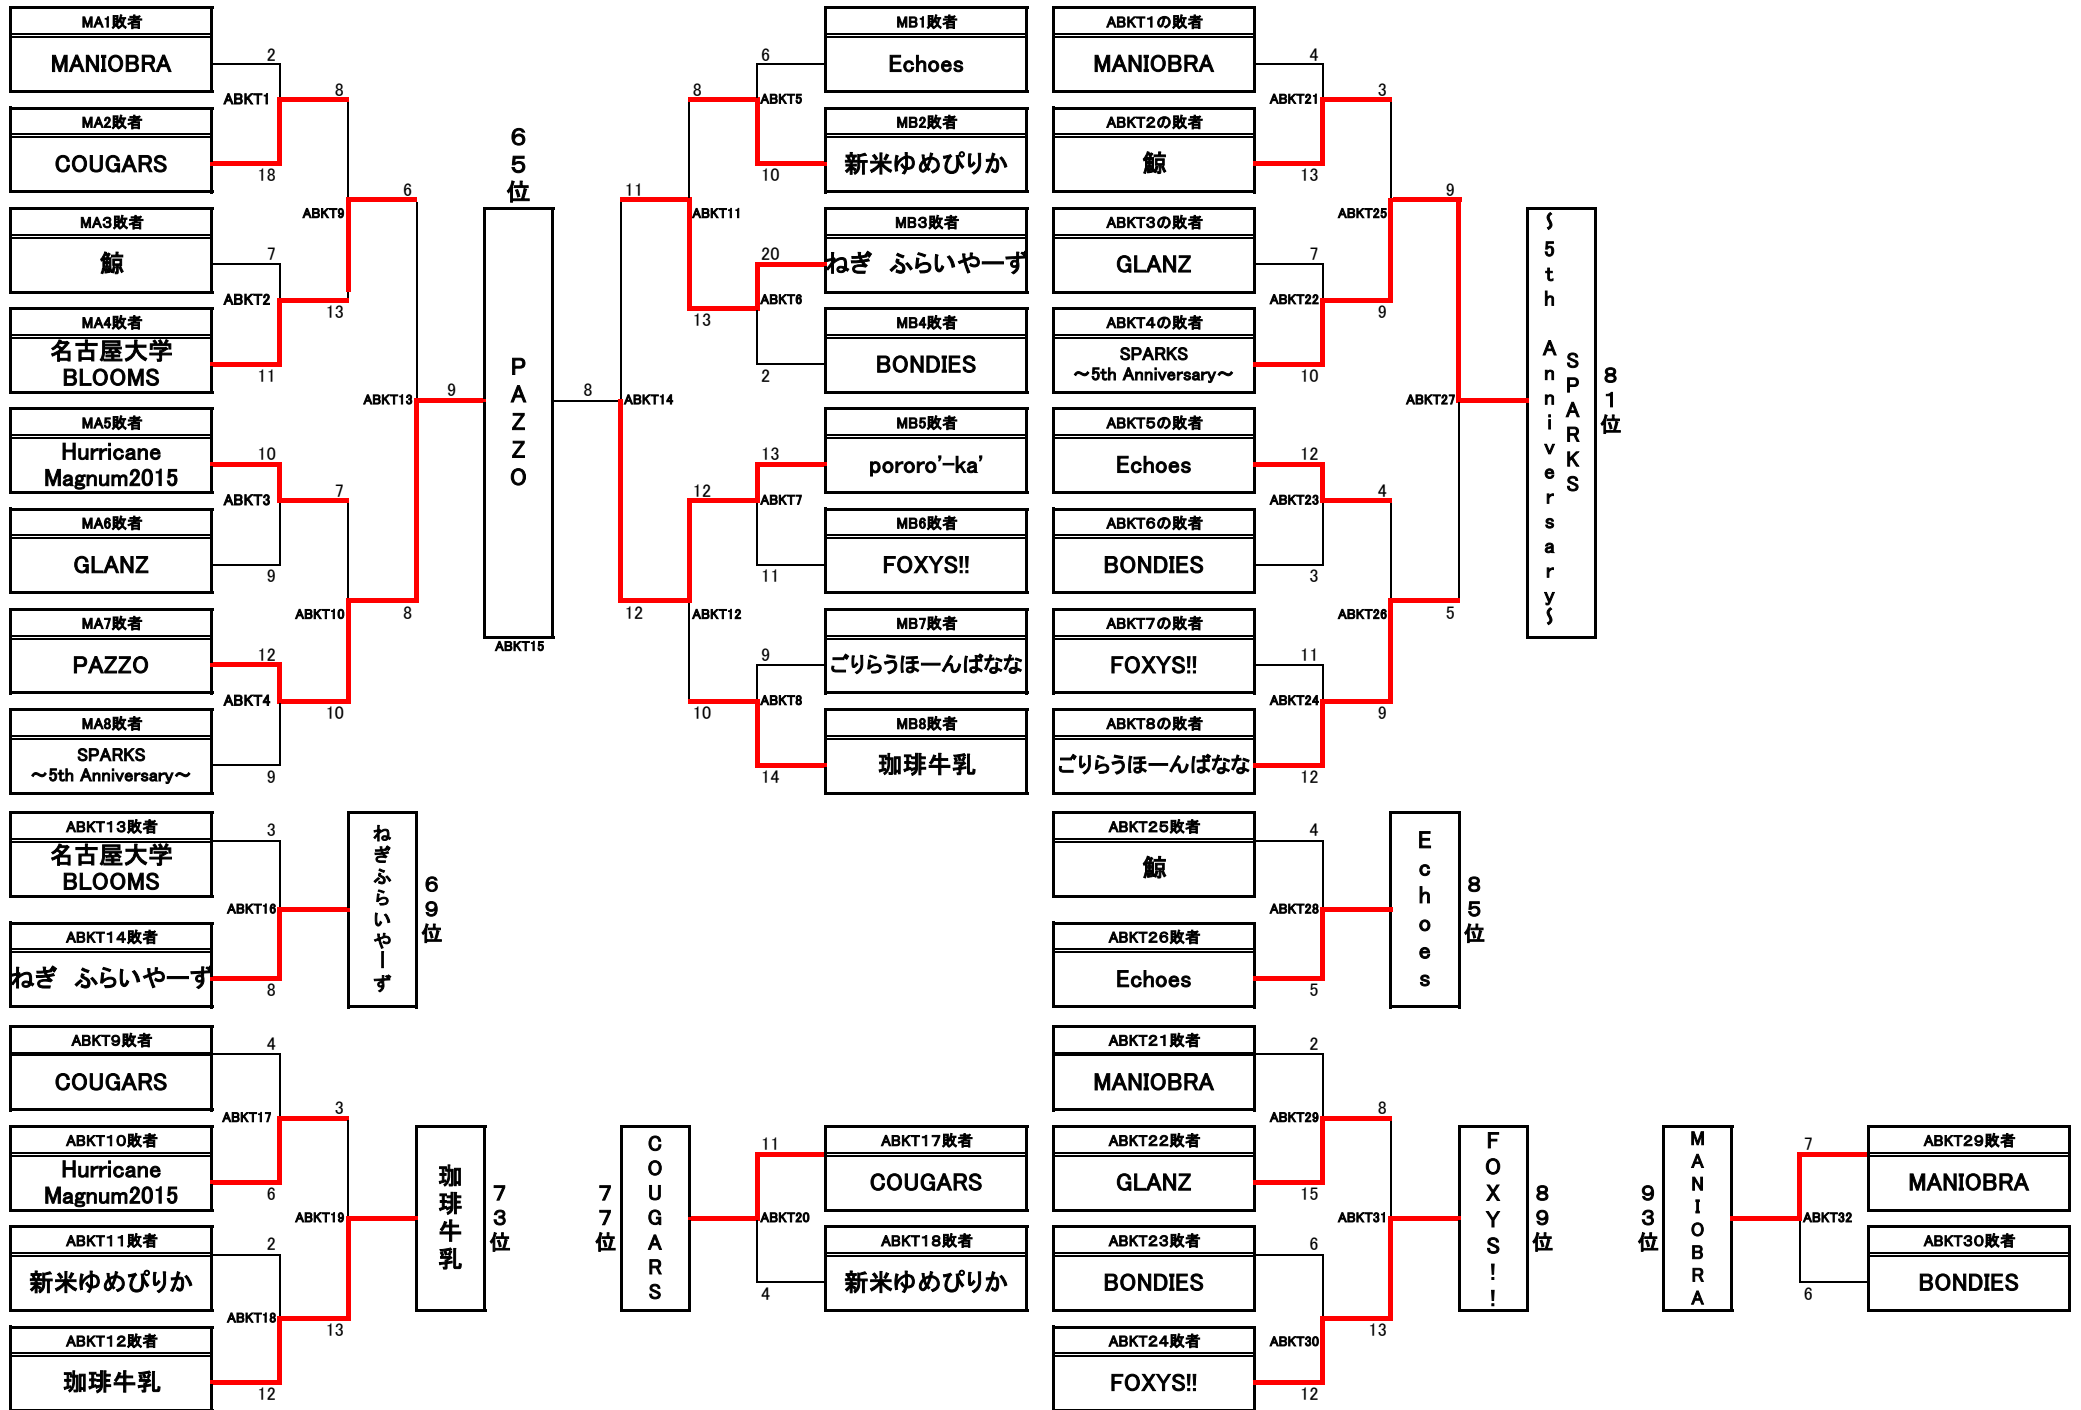 MA1敗者
MANIOBRA
2
ABKT1
8
MA2敗者
COUGARS
18
ABKT9
6
MA3敗者
鯨
7
ABKT2
13
MA4敗者
名古屋大学
BLOOMS
11
ABKT13
9
MA5敗者
Hurricane
Magnum2015
10
ABKT3
7
MA6敗者
GLANZ
9
ABKT10
8
MA7敗者
PAZZO
12
ABKT4
10
MA8敗者
SPARKS
～5th Anniversary～
9
65位
PAZZO
ABKT15
8
ABKT14
11
12
MB1敗者
Echoes
6
ABKT5
8
MB2敗者
新米ゆめぴりか
10
ABKT11
MB3敗者
ねぎ　ふらいやーず
20
ABKT6
13
MB4敗者
BONDIES
2
MB5敗者
pororo'-ka'
13
ABKT7
12
MB6敗者
FOXYS!!
11
ABKT12
MB7敗者
ごりらうほーんばなな
9
ABKT8
10
MB8敗者
珈琲牛乳
14
ABKT1の敗者
MANIOBRA
4
ABKT21
3
ABKT2の敗者
鯨
13
ABKT25
9
ABKT3の敗者
GLANZ
7
ABKT22
9
ABKT4の敗者
SPARKS
～5th Anniversary～
10
ABKT27
ABKT5の敗者
Echoes
12
ABKT23
4
ABKT6の敗者
BONDIES
3
ABKT26
5
ABKT7の敗者
FOXYS!!
11
ABKT24
9
ABKT8の敗者
ごりらうほーんばなな
12
SPARKS
～5th Anniversary～
81位
ABKT13敗者
名古屋大学
BLOOMS
3
ABKT16
ABKT14敗者
ねぎ　ふらいやーず
8
ねぎふらいやーず
69位
ABKT25敗者
鯨
4
ABKT28
ABKT26敗者
Echoes
5
Echoes
85位
ABKT9敗者
COUGARS
4
ABKT17
3
ABKT10敗者
Hurricane
Magnum2015
6
ABKT19
ABKT11敗者
新米ゆめぴりか
2
ABKT18
13
ABKT12敗者
珈琲牛乳
12
珈琲牛乳
73位
77位
COUGARS
11
ABKT20
4
ABKT17敗者
COUGARS
ABKT18敗者
新米ゆめぴりか
ABKT21敗者
MANIOBRA
2
ABKT29
8
ABKT22敗者
GLANZ
15
ABKT31
ABKT23敗者
BONDIES
6
ABKT30
13
ABKT24敗者
FOXYS!!
12
FOXYS!!
89位
93位
MANIOBRA
7
ABKT32
6
ABKT29敗者
MANIOBRA
ABKT30敗者
BONDIES